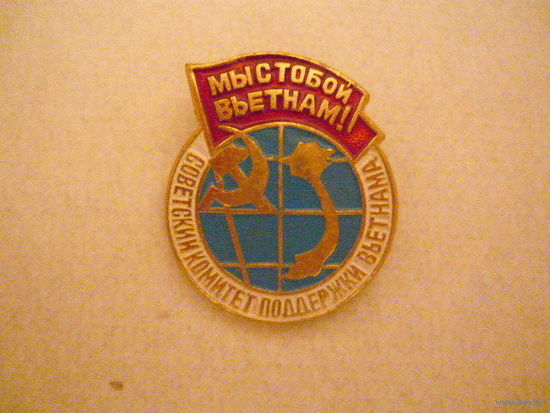 МЫ С ТОБОЙ
ВЬЕТНАМ!
СОВЕТСКИЙ КОМИТЕТ ПОДДЕРЖКИ ВЬЕТНАМА